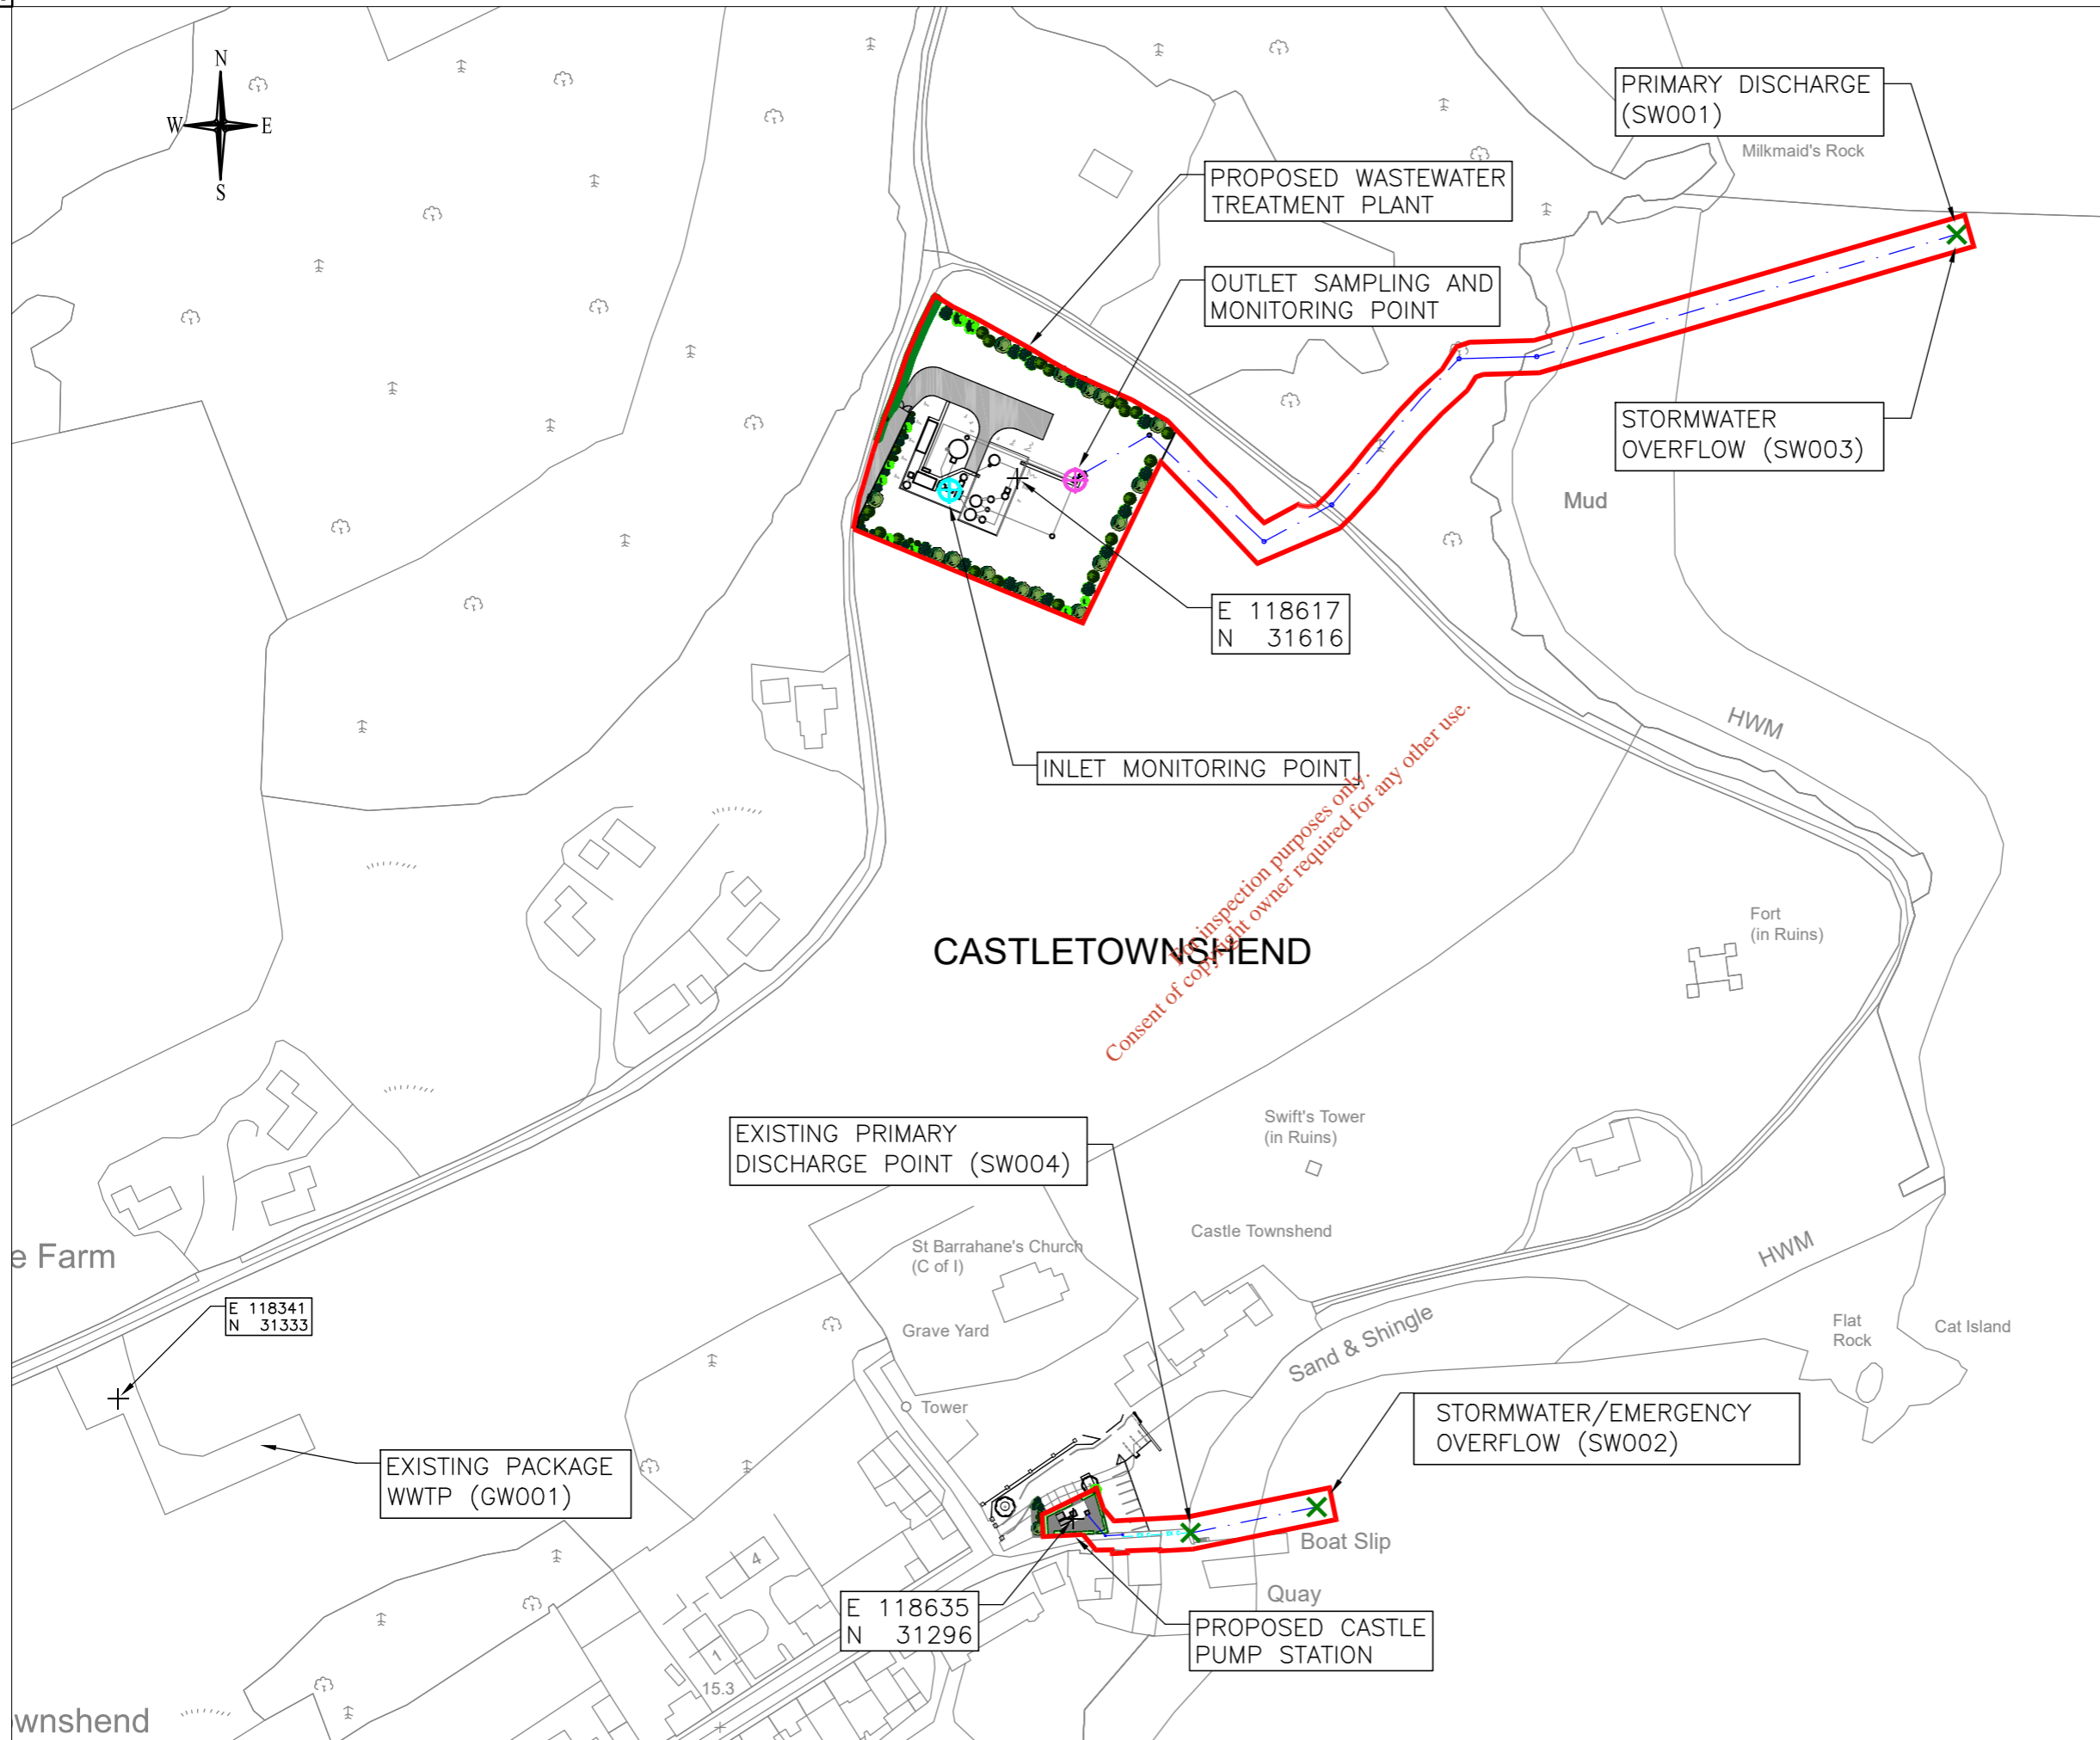 N
W E
S
PRIMARY DISCHARGE
(SW001)
Milkmaid's Rock
PROPOSED WASTEWATER
TREATMENT PLANT
OUTLET SAMPLING AND
MONITORING POINT
STORMWATER
OVERFLOW (SW003)
Mud
E 118617
N 31616
HWM
INLET MONITORING POINT
For inspection purposes only.
Consent of copyright owner required for any other use.
Fort
(in Ruins)
CASTLETOWNSHEND
EXISTING PRIMARY
DISCHARGE POINT (SW004)
Swift's Tower
(in Ruins)
Castle Townshend
St Barrahane's Church
(C of I)
HWM
e Farm
E 118341
N 31333
Grave Yard
Sand & Shingle
Flat
Rock
Cat Island
Tower
STORMWATER/EMERGENCY
OVERFLOW (SW002)
EXISTING PACKAGE
WWTP (GW001)
Boat Slip
4
Quay
E 118635
N 31296
PROPOSED CASTLE
PUMP STATION
1
15.3
wnshend